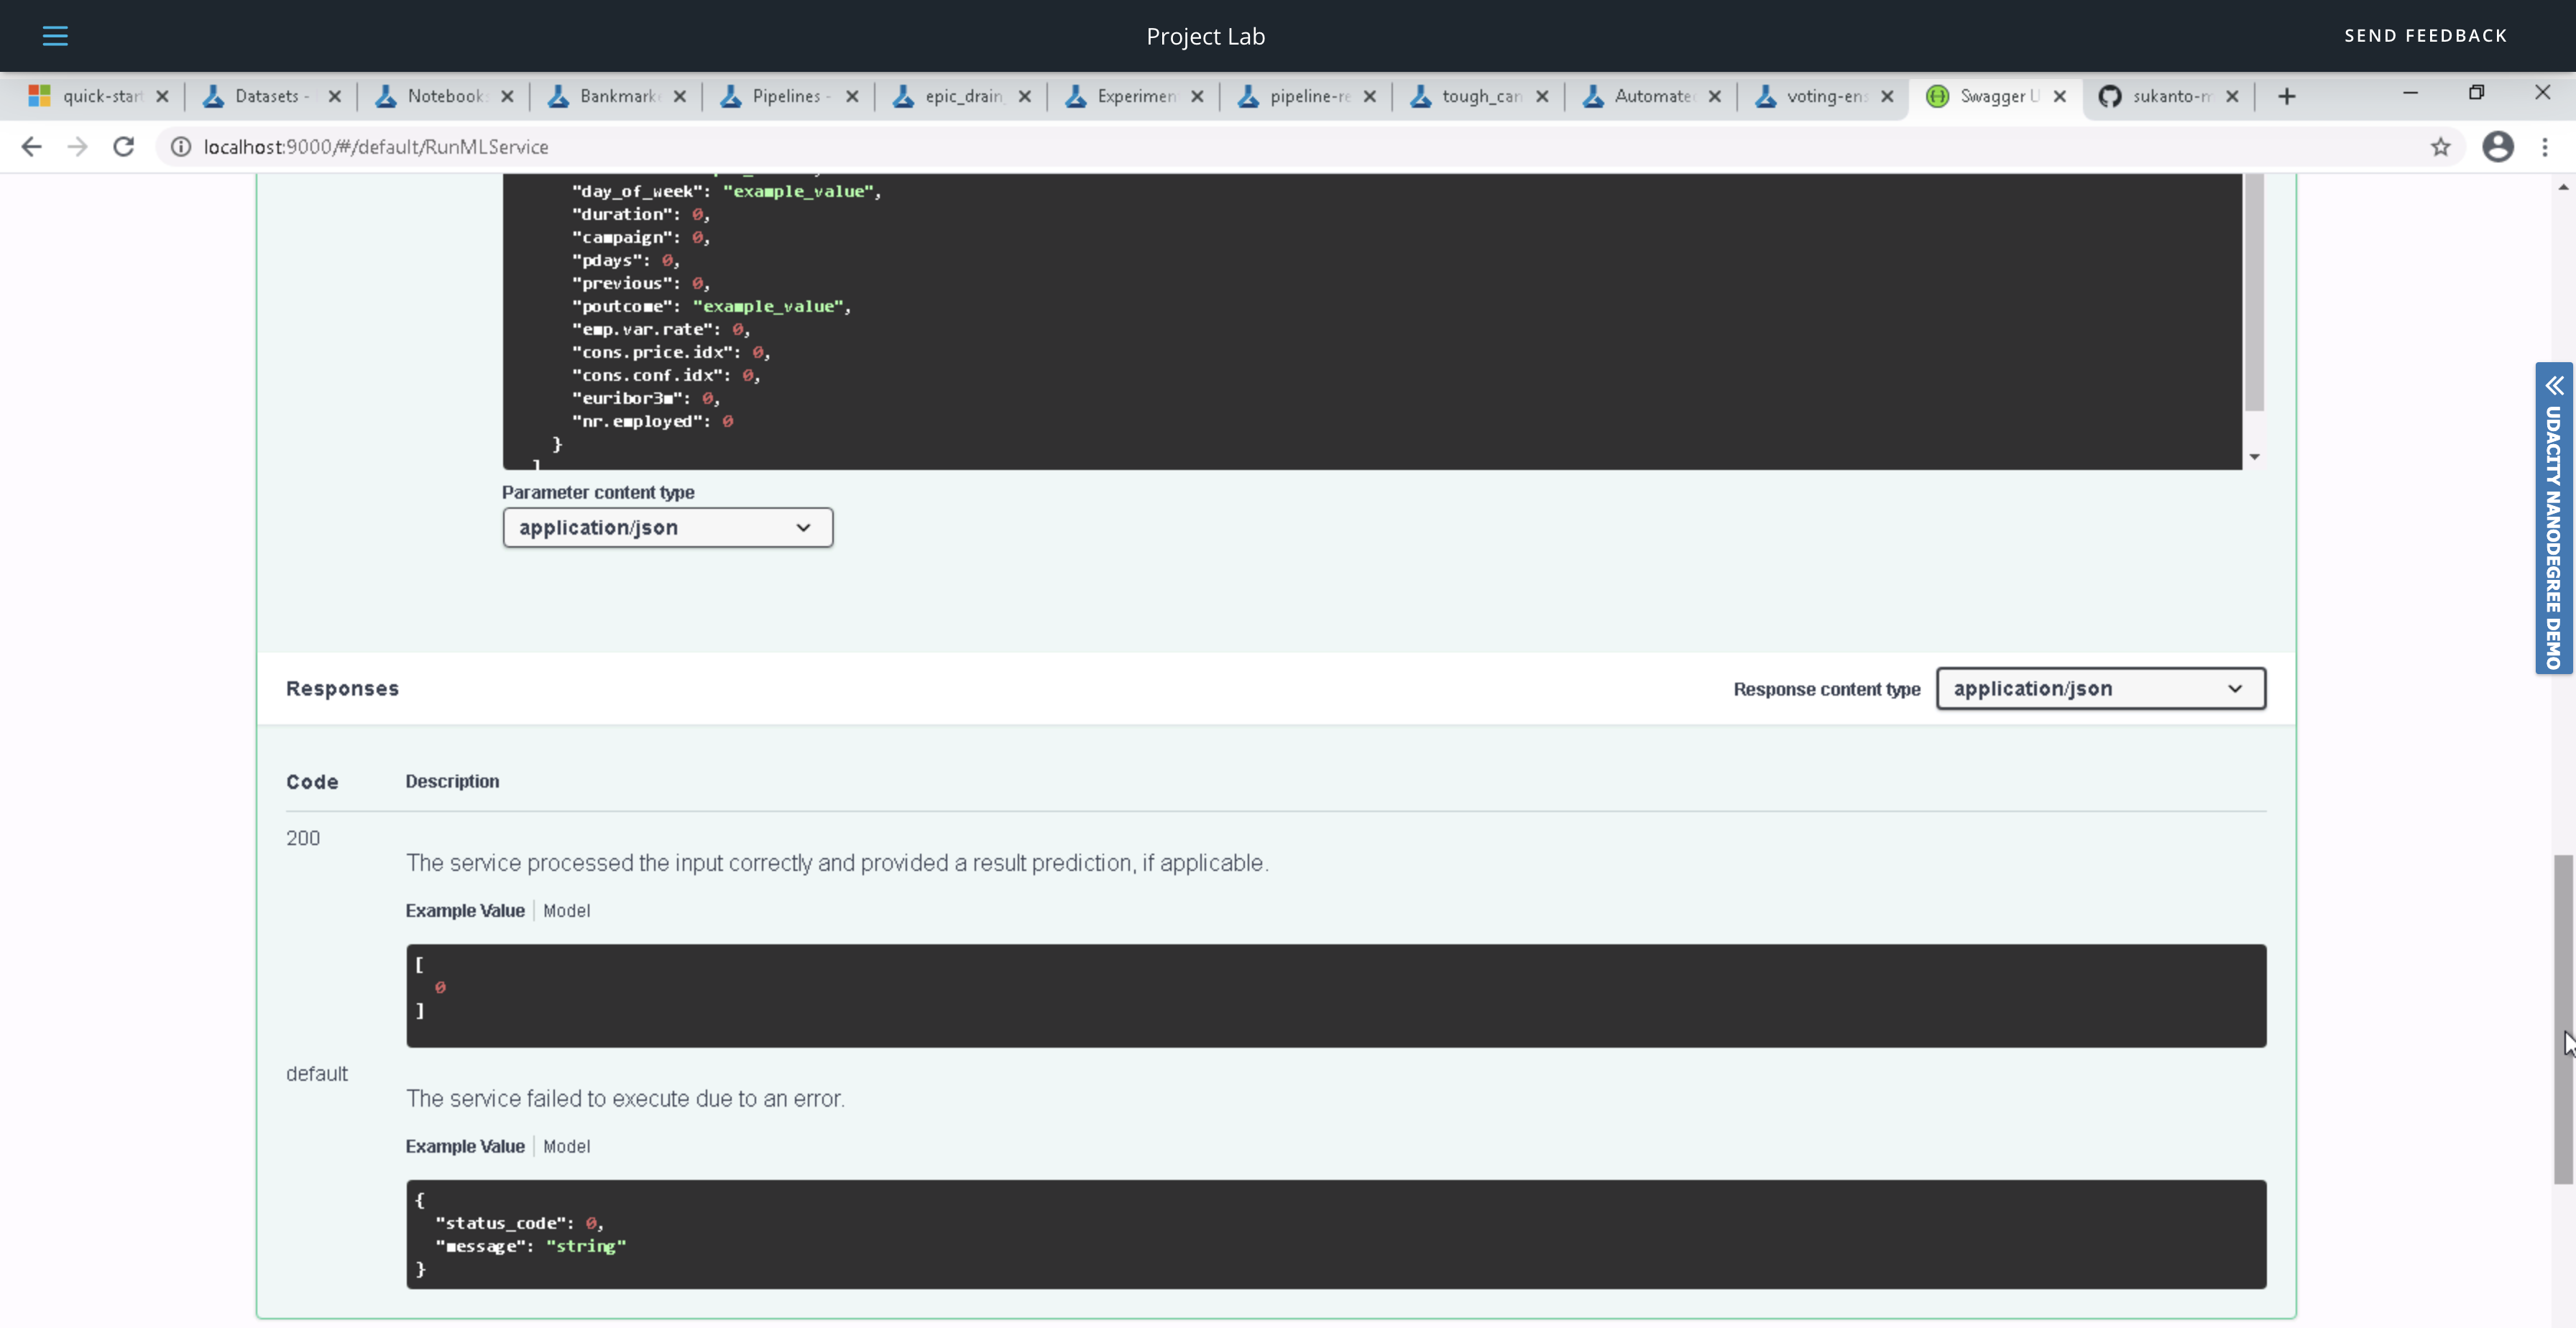 Project Lab
SEND FEEDBACK
quick-start
Datasets -
Notebook
Bankmark
Pipelines -
epic_drain
Experimen
pipeline-re
tough_can
Automate
voting-en
Swagger U
sukanto-m
localhost:9000/#/default/RunMLService
"day_of_week": "example_value",
"duration": 0,
"campaign": 0,
"pdays": 0,
"previous": 0,
"poutcome": "example_value",
"emp.var.rate": 0,
"cons.price.idx": 0,
"cons.conf.idx": 0,
"euribor3m": 0,
"nr.employed": 0
}
]
Parameter content type
application/json
UDACITY NANODEGREE DEMO
Responses
Response content type
application/json
Code Description
200
The service processed the input correctly and provided a result prediction, if applicable.
Example Value Model
[
0
]
default
The service failed to execute due to an error.
Example Value Model
{
"status_code": 0,
"message": "string"
}